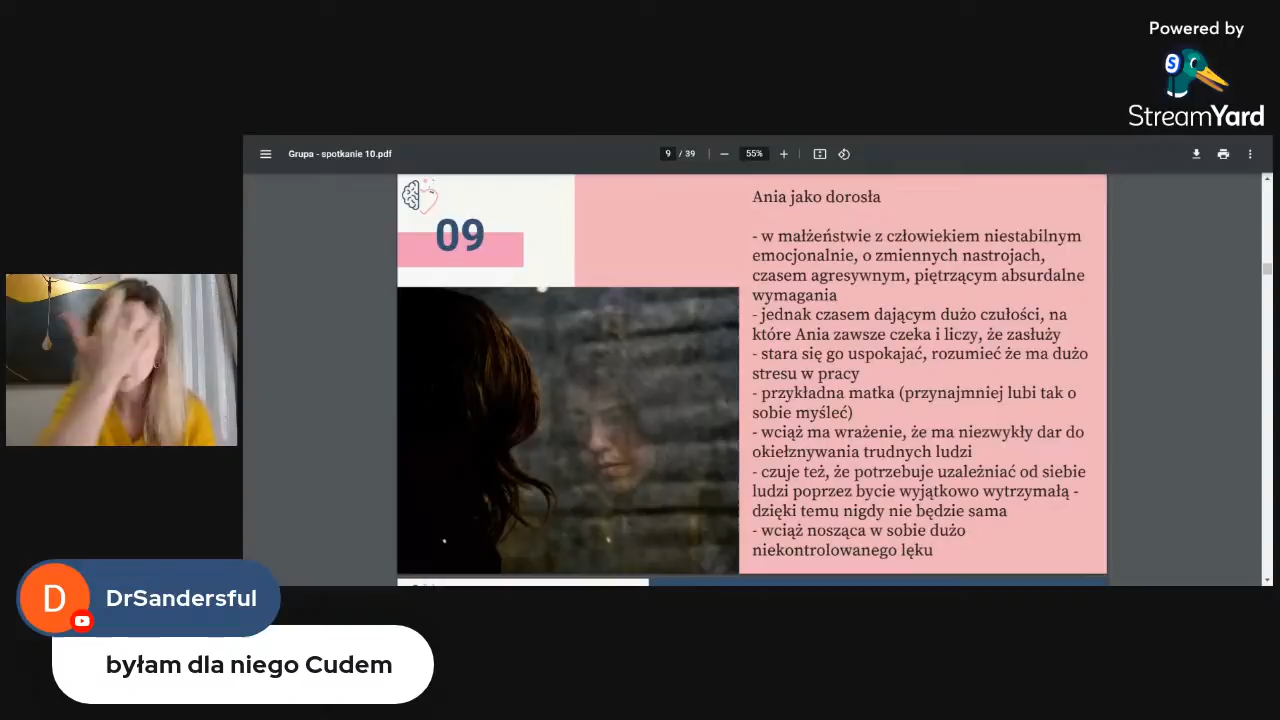 Powered by
S
StreamYard
Grupa - spotkanie 10.pdf
9 / 39
55%
09
Ania jako dorosła
- w małżeństwie z człowiekiem niestabilnym
emocjonalnie, o zmiennych nastrojach,
czasem agresywnym, piętrzącym absurdalne
wymagania
- jednak czasem dającym dużo czułości, na
które Ania zawsze czeka i liczy, że zasłuży
- stara się go uspokajać, rozumieć że ma dużo
stresu w pracy
- przykładna matka (przynajmniej lubi tak o
sobie myśleć)
- wciąż ma wrażenie, że ma niezwykły dar do
okiełznywania trudnych ludzi
- czuje też, że potrzebuje uzależniać od siebie
ludzi poprzez bycie wyjątkowo wytrzymałą -
dzięki temu nigdy nie będzie sama
- wciąż nosząca w sobie dużo
niekontrolowanego lęku
D
DrSandersful
byłam dla niego Cudem